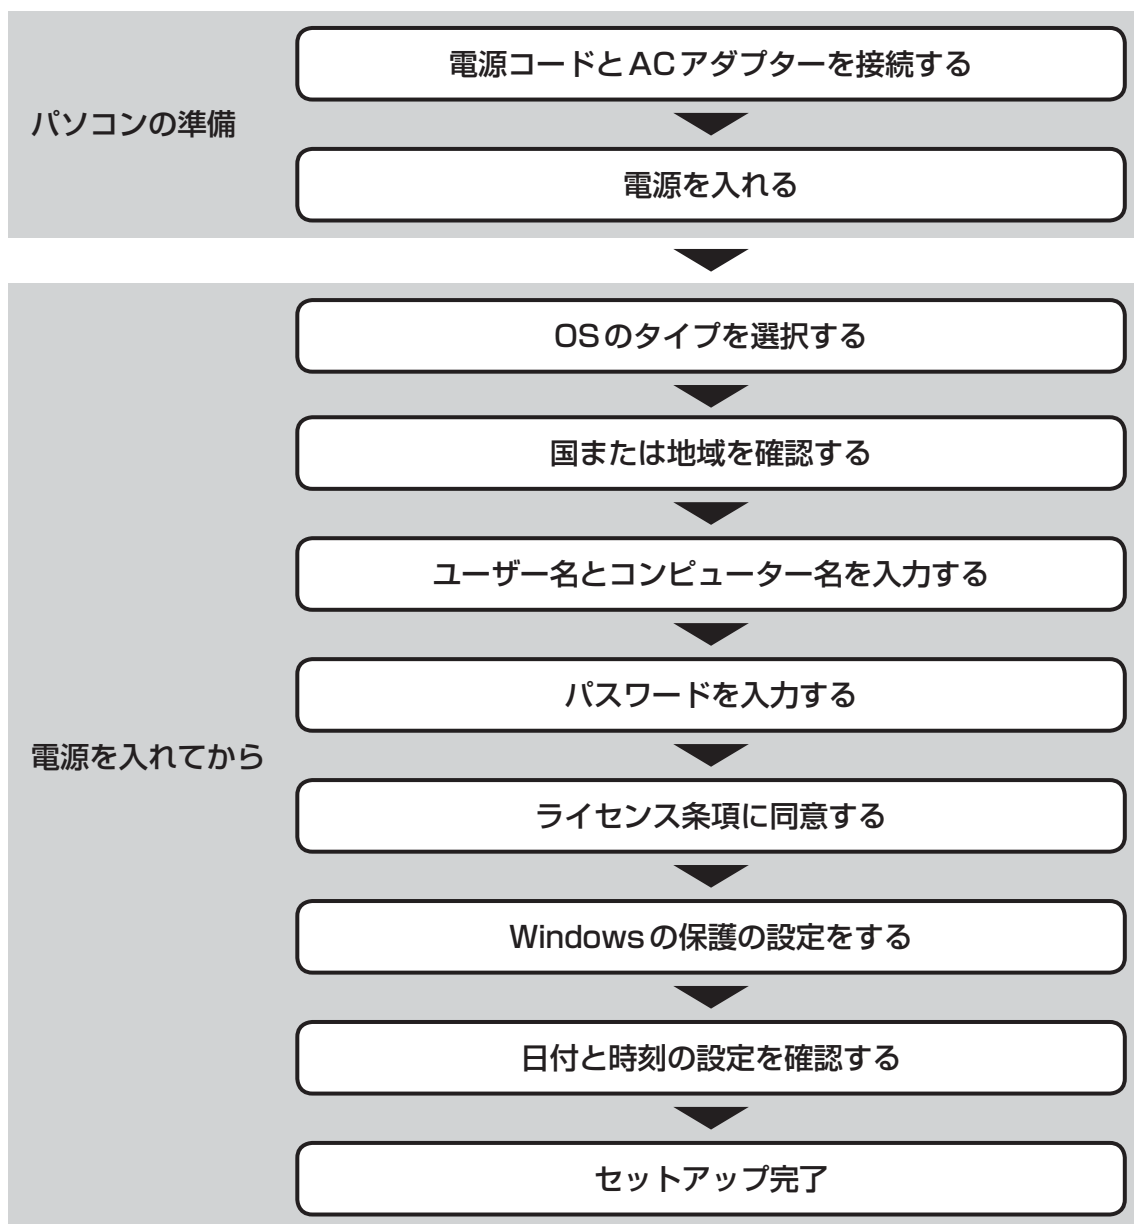 パソコンの準備
電源コードとACアダプターを接続する
電源を入れる
電源を入れてから
OSのタイプを選択する
国または地域を確認する
ユーザー名とコンピューター名を入力する
パスワードを入力する
ライセンス条項に同意する
Windowsの保護の設定をする
日付と時刻の設定を確認する
セットアップ完了